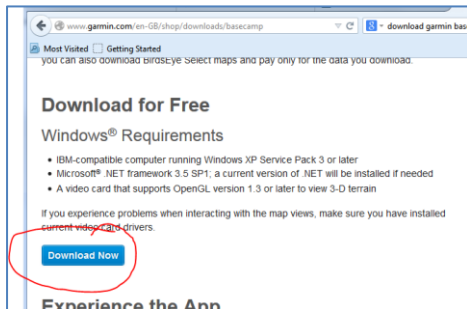 www.garmin.com/en-GB/shop/downloads/basecamp
download garmin base
Most Visited Getting Started
you can also download BirdsEye Select maps and pay only for the data you download.
Download for Free
Windows® Requirements
• IBM-compatible computer running Windows XP Service Pack 3 or later
• Microsoft® .NET framework 3.5 SP1; a current version of .NET will be installed if needed
• A video card that supports OpenGL version 1.3 or later to view 3-D terrain
If you experience problems when interacting with the map views, make sure you have installed
current video card drivers.
Download Now
Experience the App